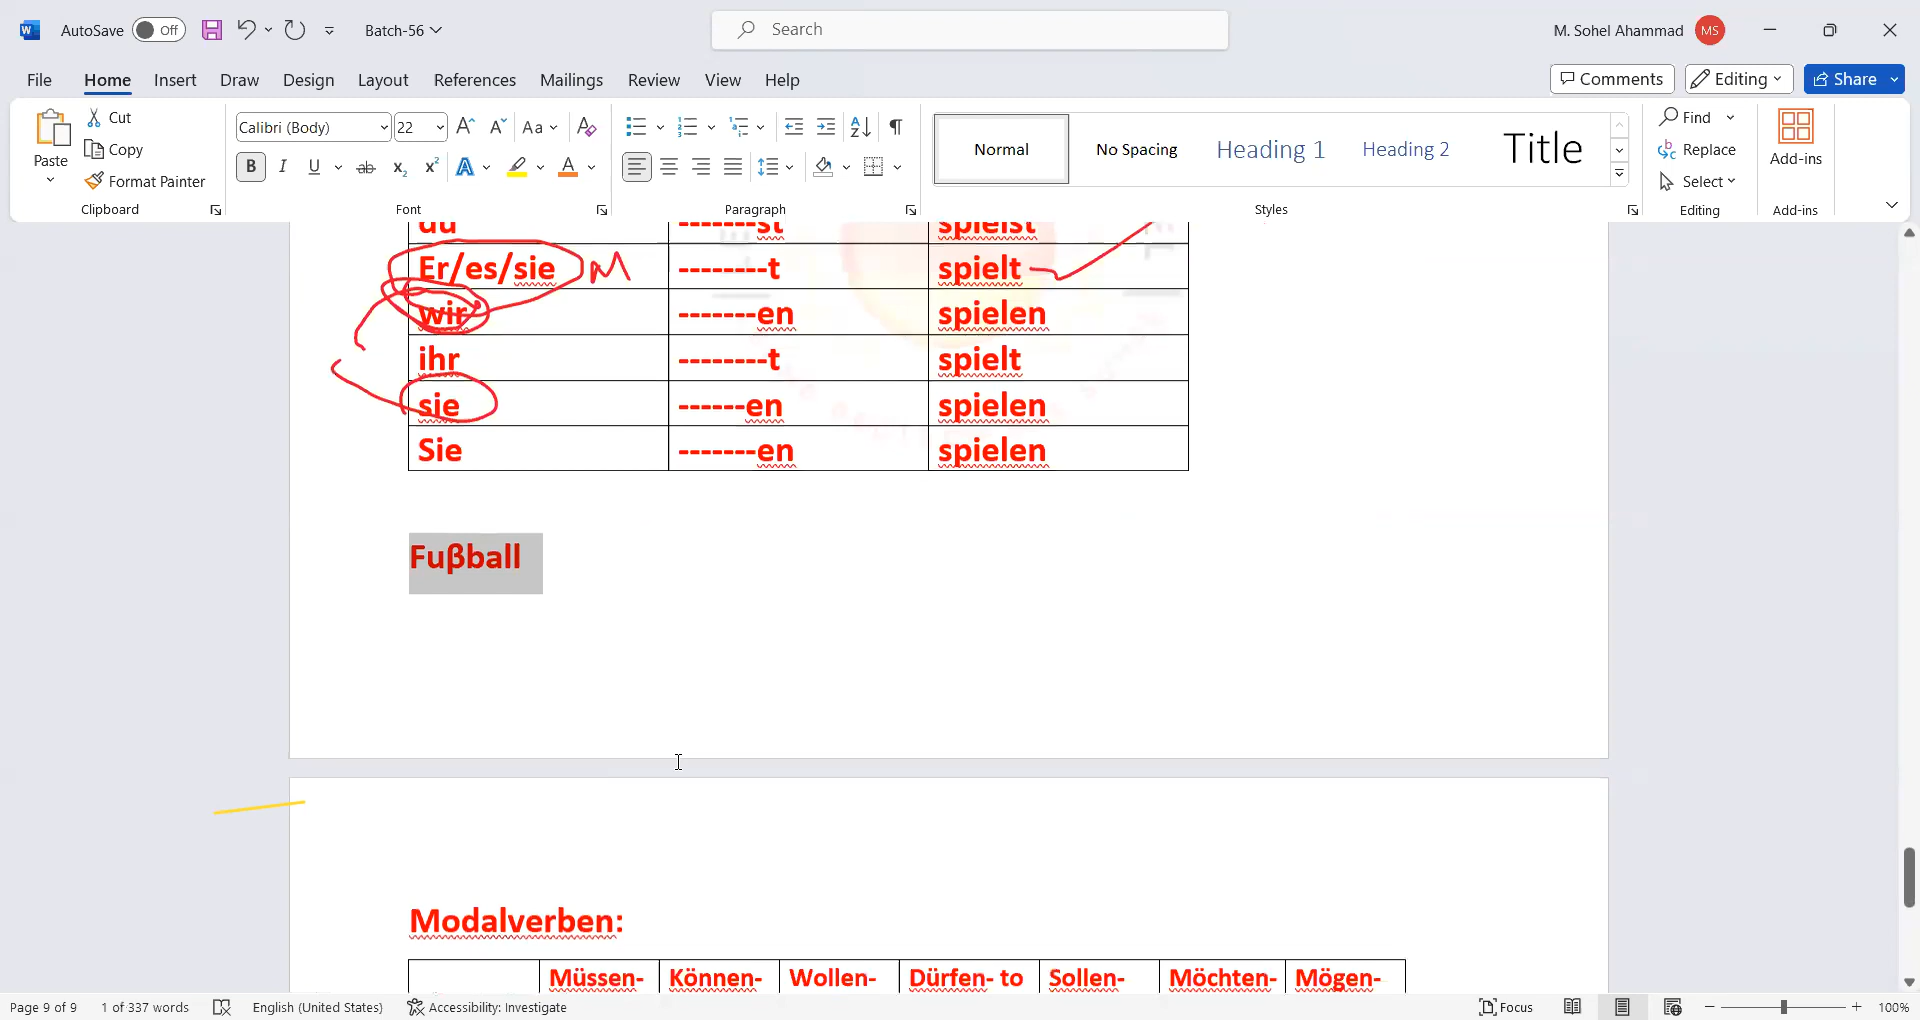 AutoSave Off Batch-56 Search M. Sohel Ahammad MS
File Home Insert Draw Design Layout References Mailings Review View Help Comments Editing Share
Paste Cut Copy Format Painter Clipboard
Calibri (Body) 22 Aa Font
Paragraph
Normal No Spacing Heading 1 Heading 2 Title Styles
Find Replace Select Editing
Add-ins Add-ins
du -------st spielst
Er/es/sie M --------t spielt
wir -------en spielen
ihr --------t spielt
sie ------en spielen
Sie -------en spielen
Fuβball
Modalverben:
Müssen- Können- Wollen- Dürfen- to Sollen- Möchten- Mögen-
Page 9 of 9 1 of 337 words English (United States) Accessibility: Investigate Focus 100%